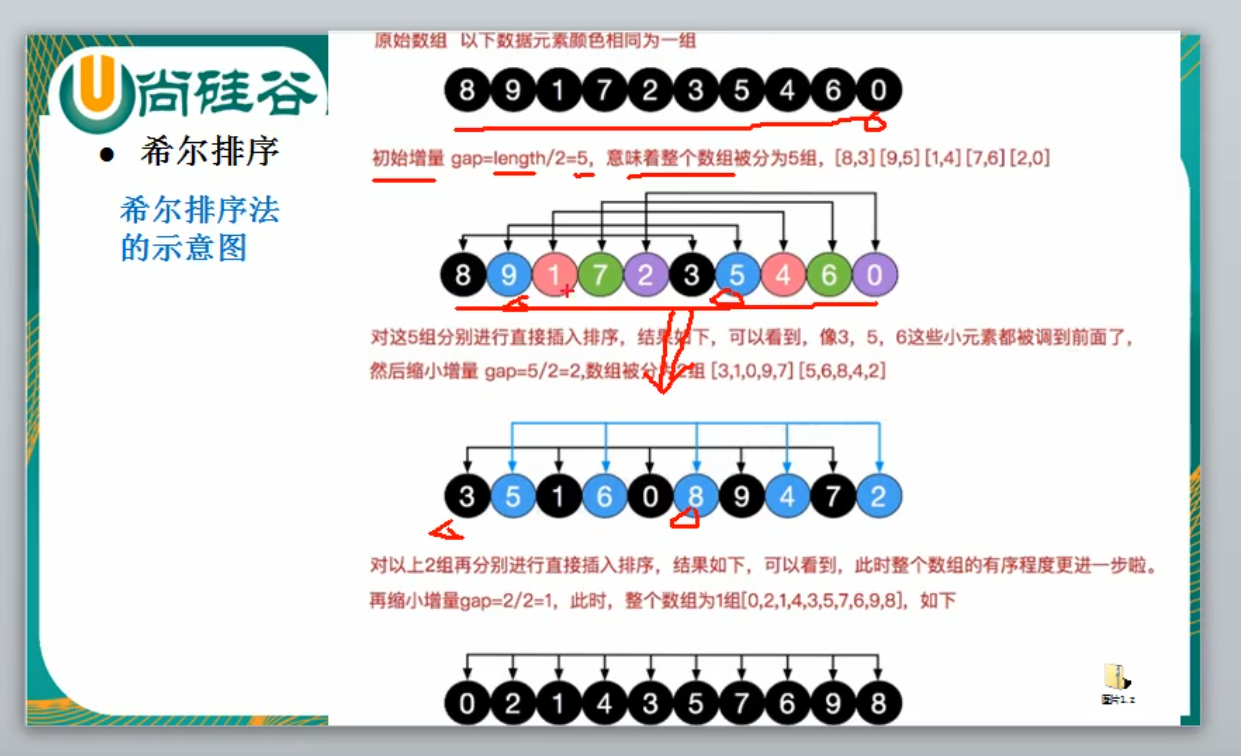 尚硅谷
● 希尔排序
希尔排序法
的示意图
原始数组 以下数据元素颜色相同为一组
8 9 1 7 2 3 5 4 6 0
初始增量 gap=length/2=5，意味着整个数组被分为5组，[8,3] [9,5] [1,4] [7,6] [2,0]
8 9 1 7 2 3 5 4 6 0
对这5组分别进行直接插入排序，结果如下，可以看到，像3，5，6这些小元素都被调到前面了，
然后缩小增量 gap=5/2=2,数组被分为2组 [3,1,0,9,7] [5,6,8,4,2]
3 5 1 6 0 8 9 4 7 2
对以上2组再分别进行直接插入排序，结果如下，可以看到，此时整个数组的有序程度更进一步啦。
再缩小增量gap=2/2=1，此时，整个数组为1组[0,2,1,4,3,5,7,6,9,8]，如下
0 2 1 4 3 5 7 6 9 8
图片1.z